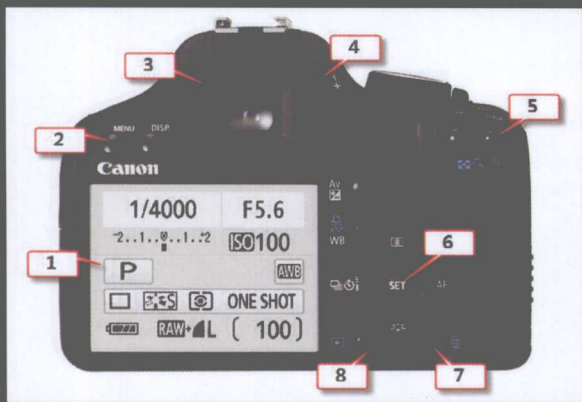 3
4
2
MENU DISP.
5
Canon
1/4000 F5.6
-2..1..0..1..+2 ISO100
1
P AWB
S ONE SHOT
RAW+L (100)
Av
WB
6
SET
AF
8
7